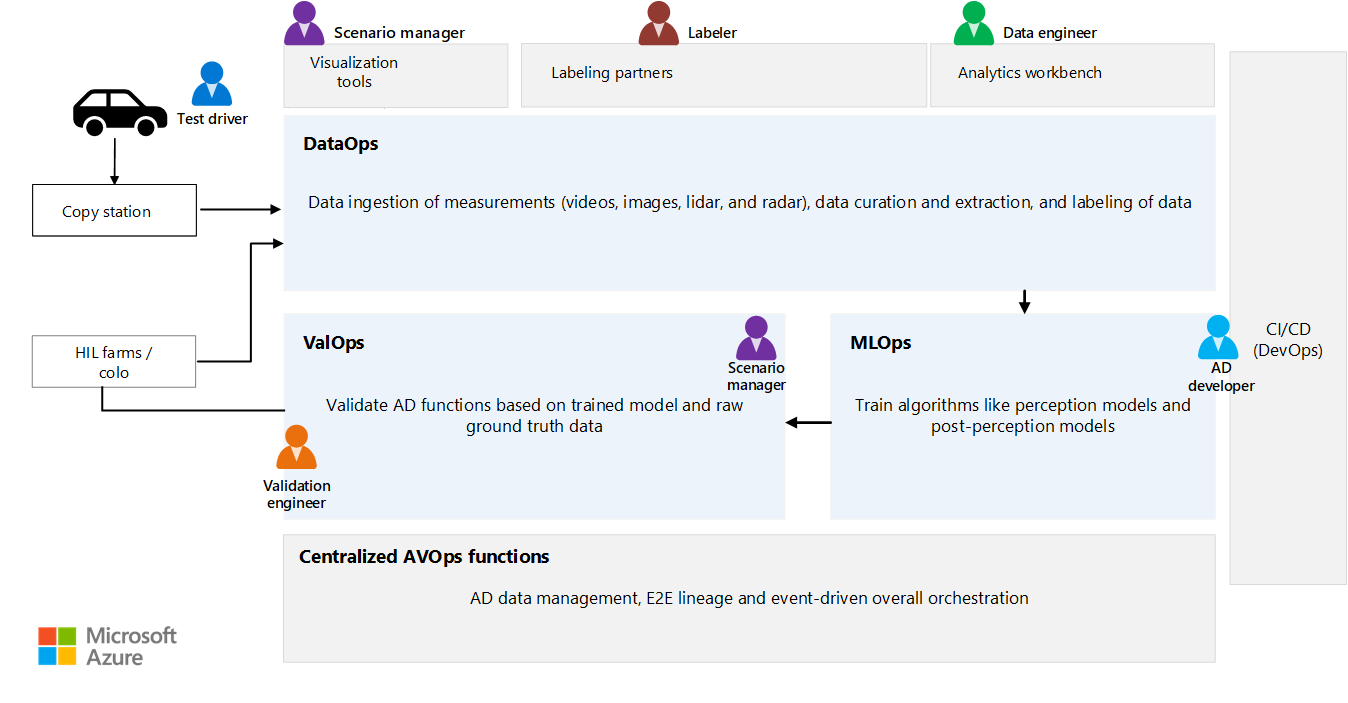 Scenario manager
Labeler
Data engineer
Visualization
tools
Labeling partners
Analytics workbench
Test driver
DataOps
Data ingestion of measurements (videos, images, lidar, and radar), data curation and extraction, and labeling of data
Copy station
HIL farms /
colo
ValOps
Scenario
manager
Validate AD functions based on trained model and raw
ground truth data
Validation
engineer
MLOps
AD
developer
Train algorithms like perception models and
post-perception models
CI/CD
(DevOps)
Centralized AVOps functions
AD data management, E2E lineage and event-driven overall orchestration
Microsoft
Azure